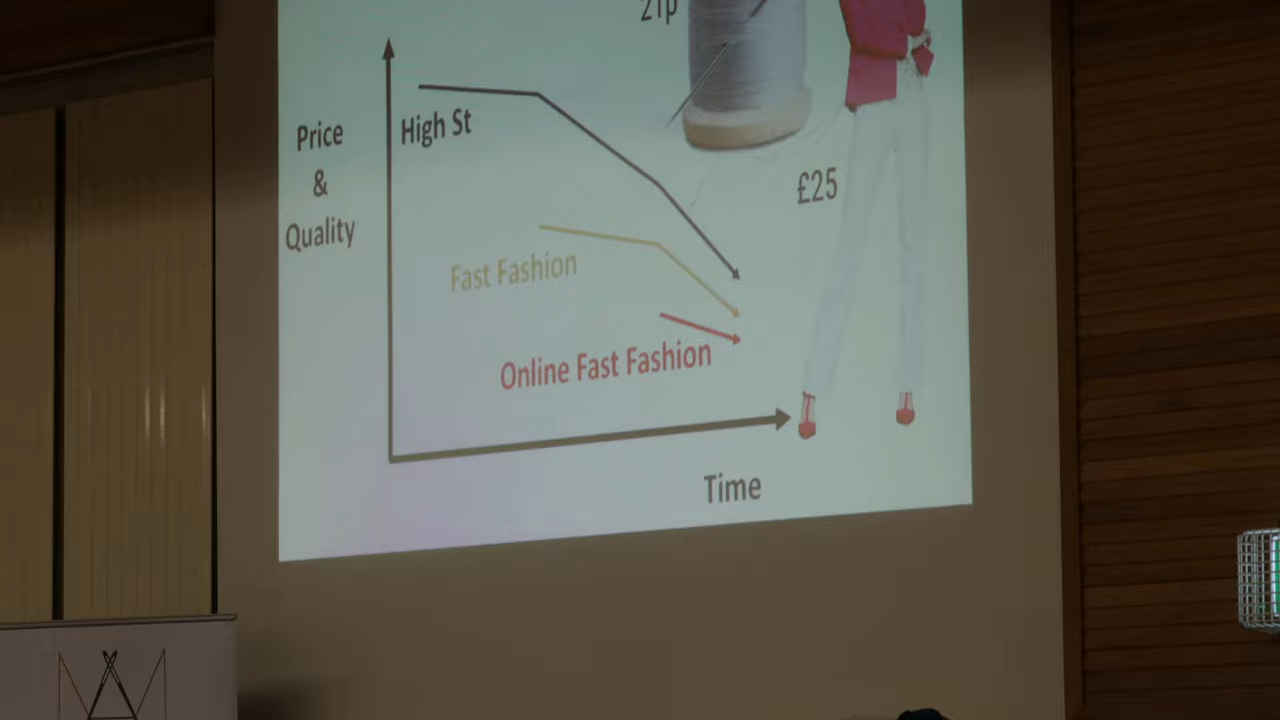 21p
High St
Price
&
Quality
£25
Fast Fashion
Online Fast Fashion
Time